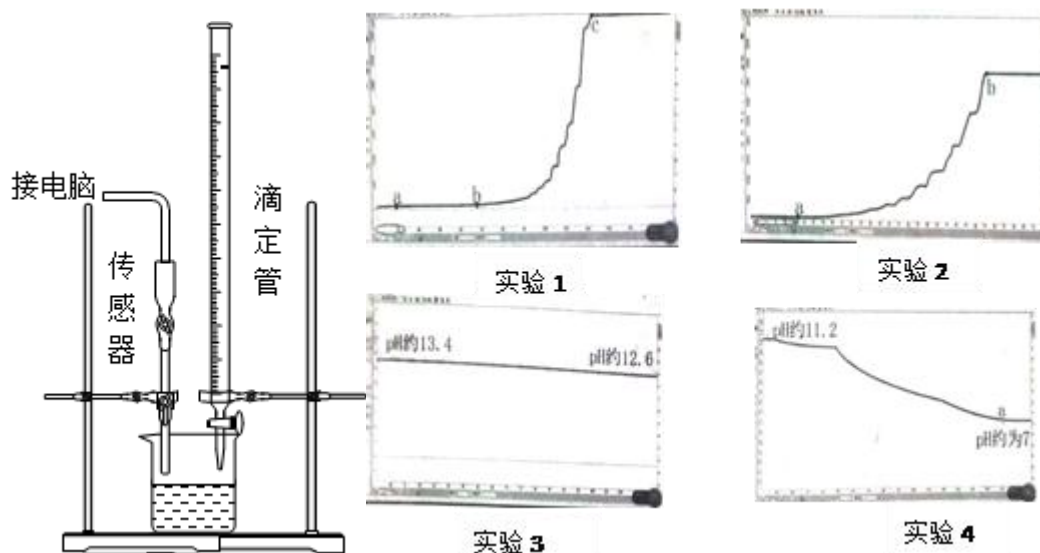 接电脑
传感器
滴定管
a
b
c
实验 1
a
b
实验 2
pH约13.4
pH约12.6
实验 3
pH约11.2
a
pH约为7
实验 4